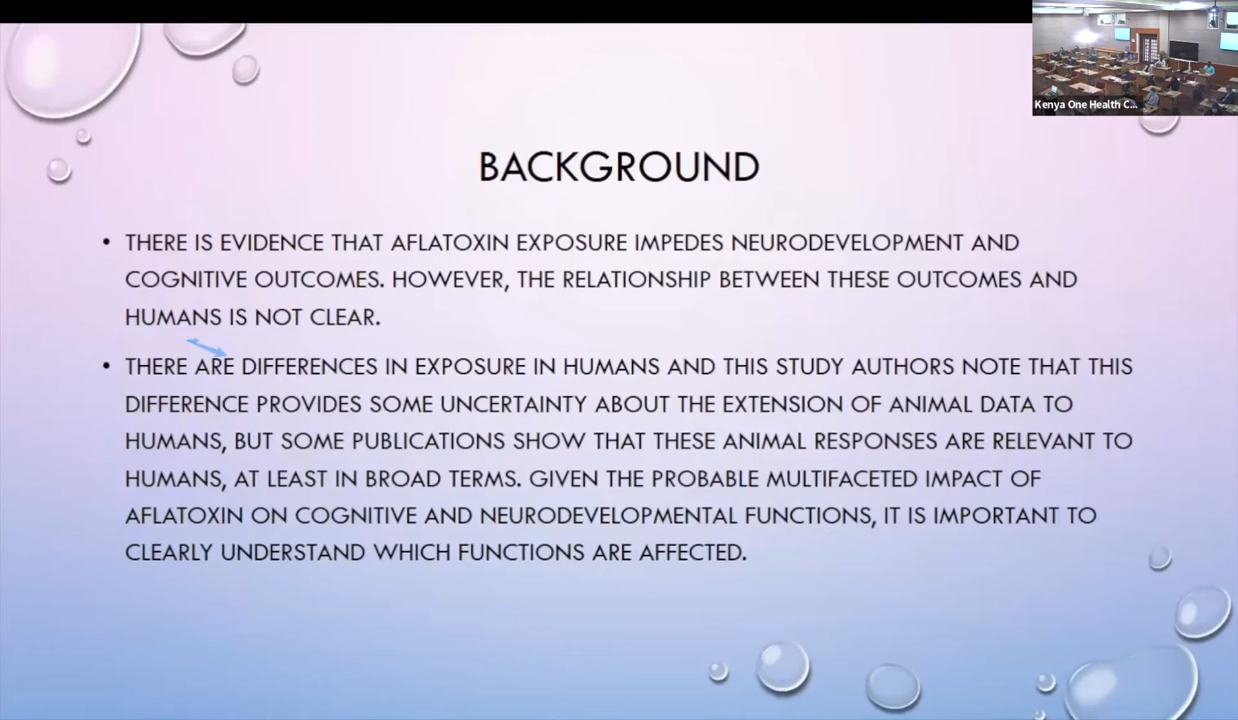 Kenya One Health C...
BACKGROUND
• THERE IS EVIDENCE THAT AFLATOXIN EXPOSURE IMPEDES NEURODEVELOPMENT AND
COGNITIVE OUTCOMES. HOWEVER, THE RELATIONSHIP BETWEEN THESE OUTCOMES AND
HUMANS IS NOT CLEAR.
• THERE ARE DIFFERENCES IN EXPOSURE IN HUMANS AND THIS STUDY AUTHORS NOTE THAT THIS
DIFFERENCE PROVIDES SOME UNCERTAINTY ABOUT THE EXTENSION OF ANIMAL DATA TO
HUMANS, BUT SOME PUBLICATIONS SHOW THAT THESE ANIMAL RESPONSES ARE RELEVANT TO
HUMANS, AT LEAST IN BROAD TERMS. GIVEN THE PROBABLE MULTIFACETED IMPACT OF
AFLATOXIN ON COGNITIVE AND NEURODEVELOPMENTAL FUNCTIONS, IT IS IMPORTANT TO
CLEARLY UNDERSTAND WHICH FUNCTIONS ARE AFFECTED.